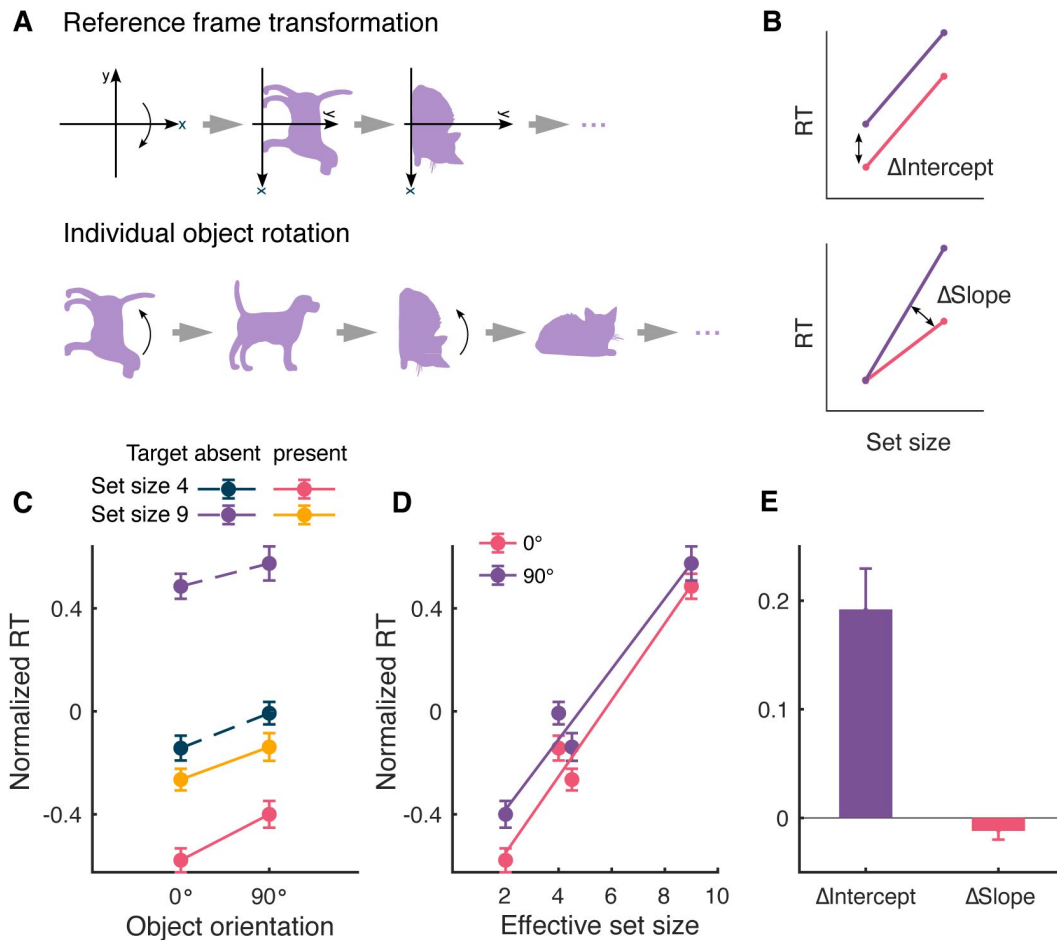 A Reference frame transformation
y
x
y
x
y
x
Individual object rotation
B
RT
ΔIntercept
RT
ΔSlope
Set size
Target absent present
Set size 4
Set size 9
C
Normalized RT
0.4
0
-0.4
0° 90°
Object orientation
D
0°
90°
Normalized RT
0.4
0
-0.4
2 4 6 8 10
Effective set size
E
0.2
0.1
0
ΔIntercept ΔSlope